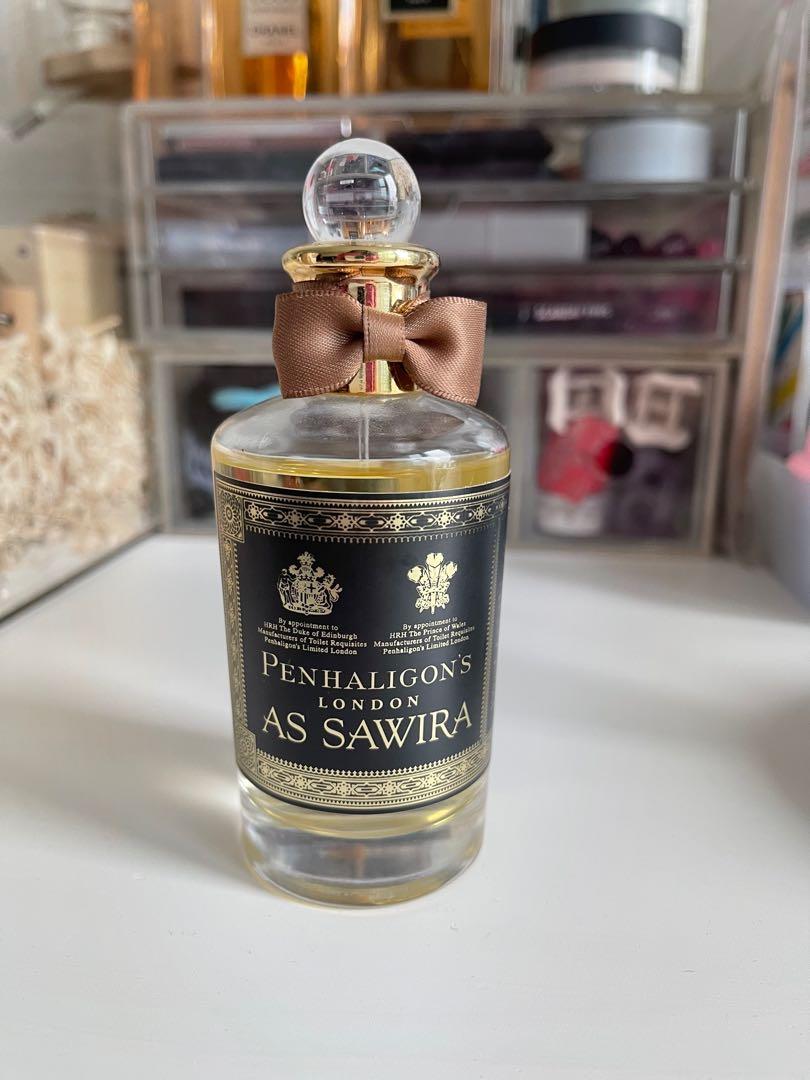 CHANEL
By appointment to
HRH The Duke of Edinburgh
Manufacturers of Toilet Requisites
Penhaligon's Limited London
By appointment to
HRH The Prince of Wales
Manufacturers of Toilet Requisites
Penhaligon's Limited London
PENHALIGON'S
LONDON
AS SAWIRA